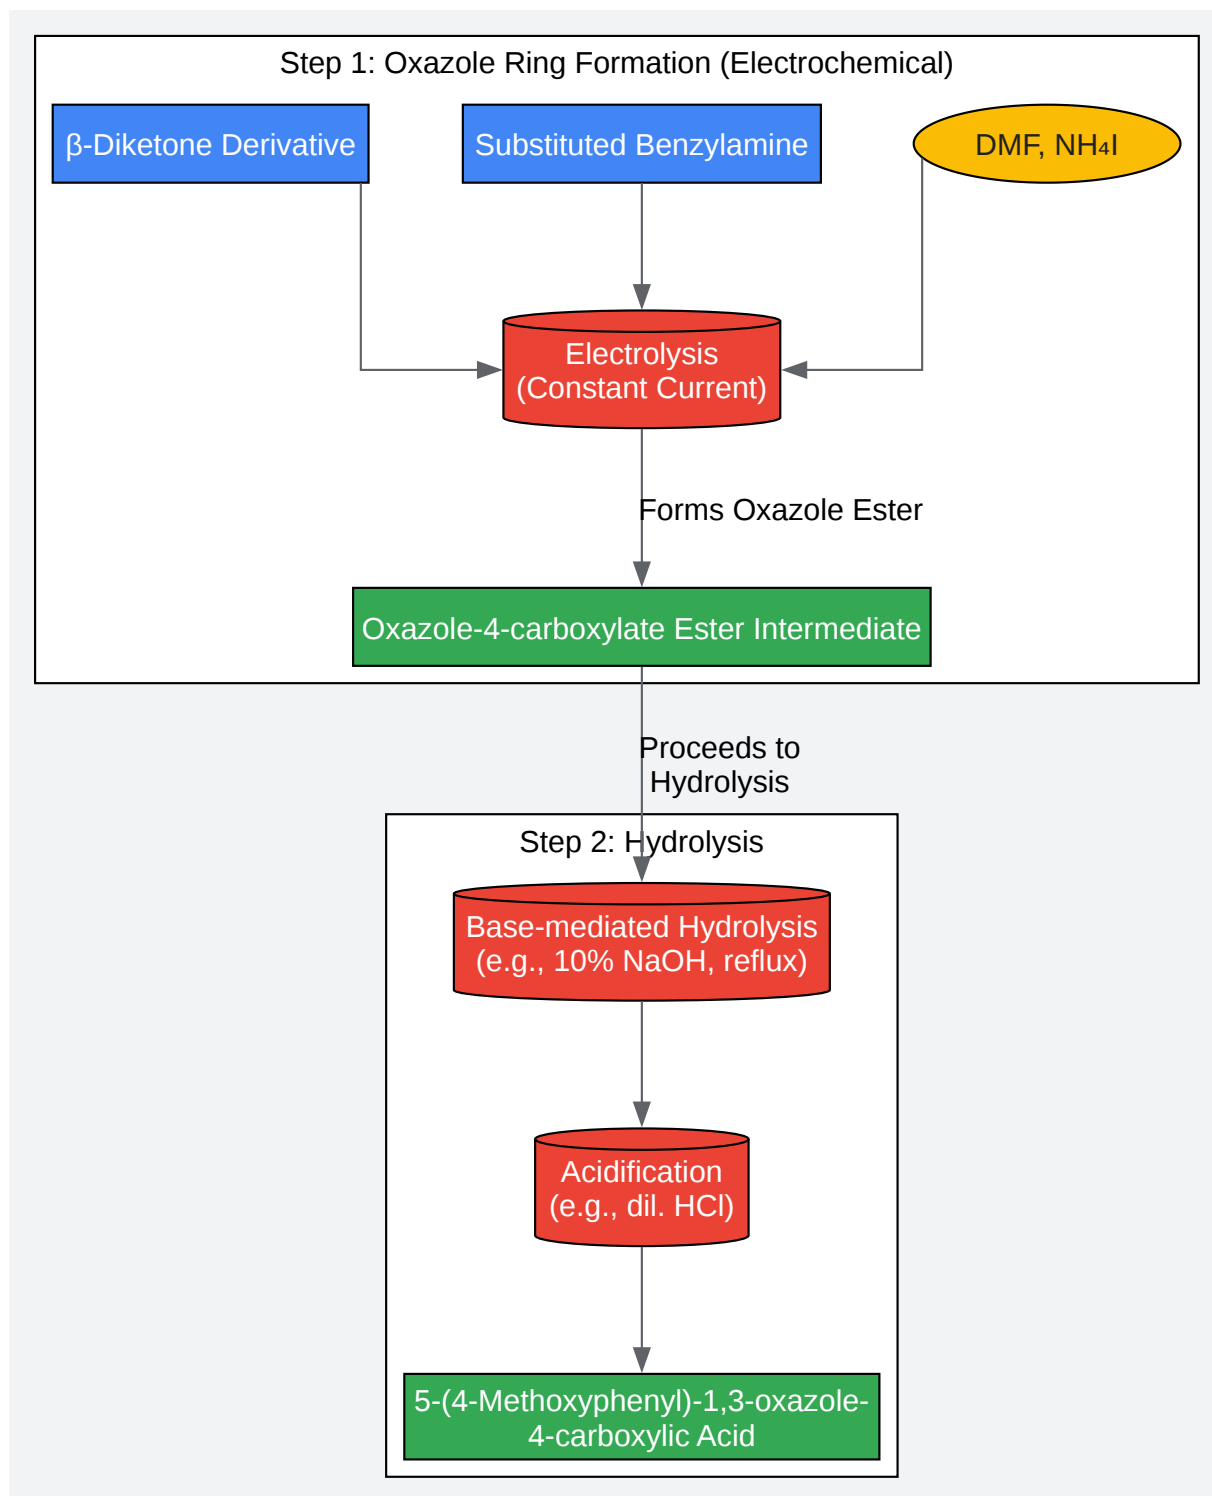 Step 1: Oxazole Ring Formation (Electrochemical)
β-Diketone Derivative
Substituted Benzylamine
DMF, NH₄I
Electrolysis
(Constant Current)
Forms Oxazole Ester
Oxazole-4-carboxylate Ester Intermediate
Proceeds to
Hydrolysis
Step 2: Hydrolysis
Base-mediated Hydrolysis
(e.g., 10% NaOH, reflux)
Acidification
(e.g., dil. HCl)
5-(4-Methoxyphenyl)-1,3-oxazole-
4-carboxylic Acid